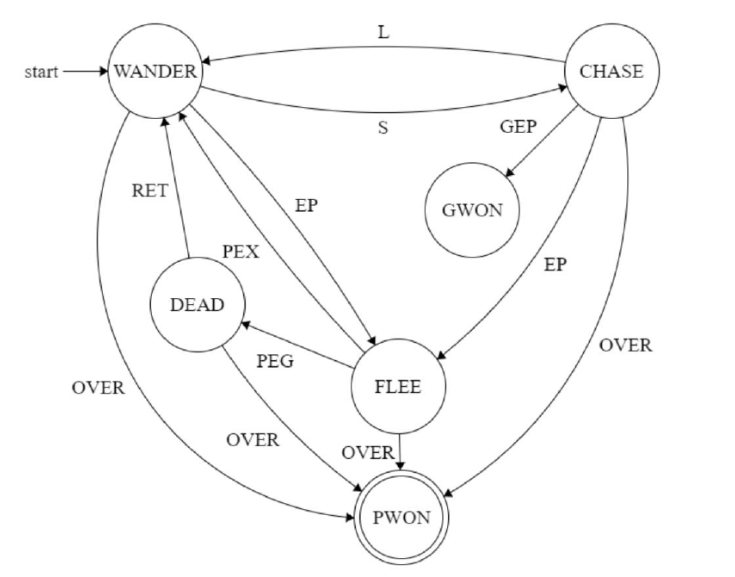 L
start
WANDER
CHASE
S
GEP
RET
EP
GWON
PEX
EP
DEAD
OVER
PEG
FLEE
OVER
OVER
OVER
PWON